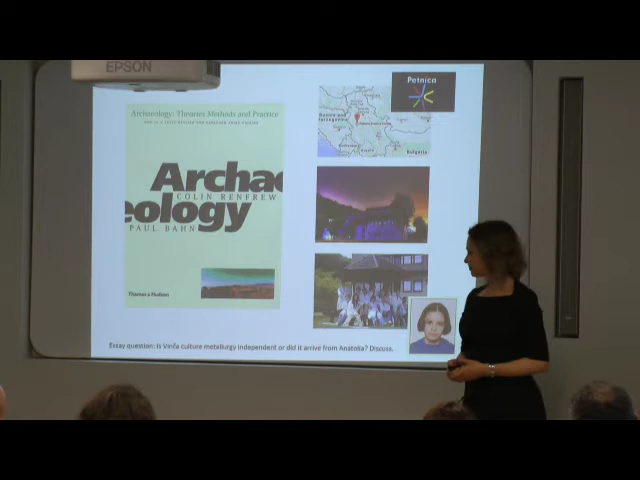 EPSON
Petnica
Archaeology: Theories Methods and Practice
Archae
COLIN RENFREW
eology
PAUL BAHN
Thames & Hudson
Bulgaria
Essay question: Is Vinča culture metallurgy independent or did it arrive from Anatolia? Discuss.